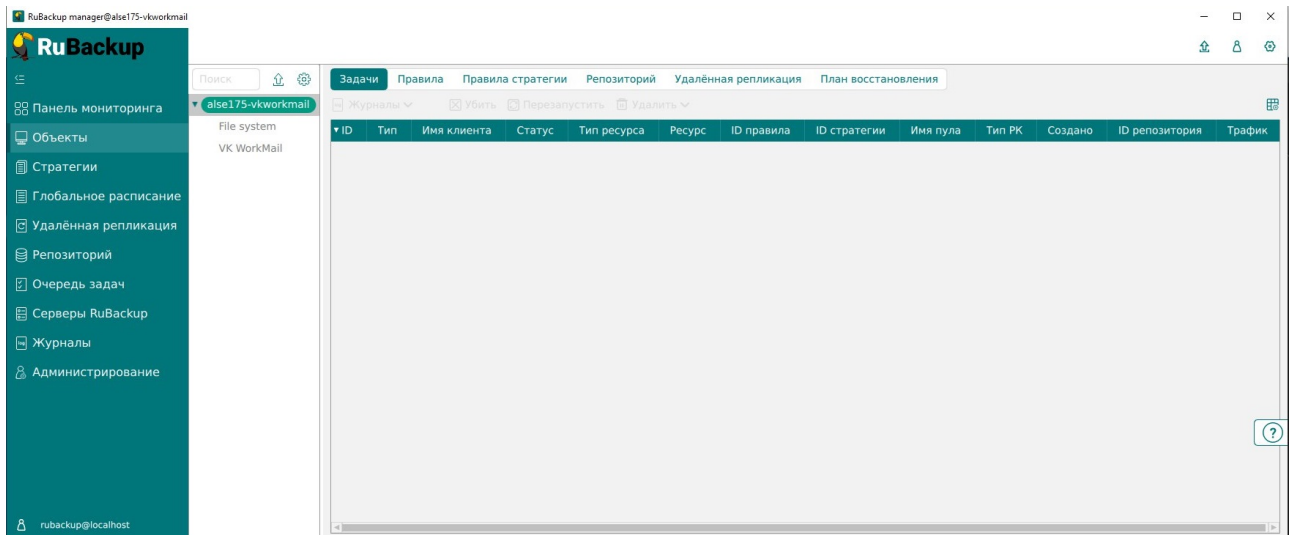 RuBackup manager@alse175-vkworkmail
RuBackup
Панель мониторинга
Объекты
Стратегии
Глобальное расписание
Удалённая репликация
Репозиторий
Очередь задач
Серверы RuBackup
Журналы
Администрирование
rubackup@localhost
Поиск
alse175-vkworkmail
File system
VK WorkMail
Задачи Правила Правила стратегии Репозиторий Удалённая репликация План восстановления
Журналы Убить Перезапустить Удалить
ID Тип Имя клиента Статус Тип ресурса Ресурс ID правила ID стратегии Имя пула Тип РК Создано ID репозитория Трафик
?